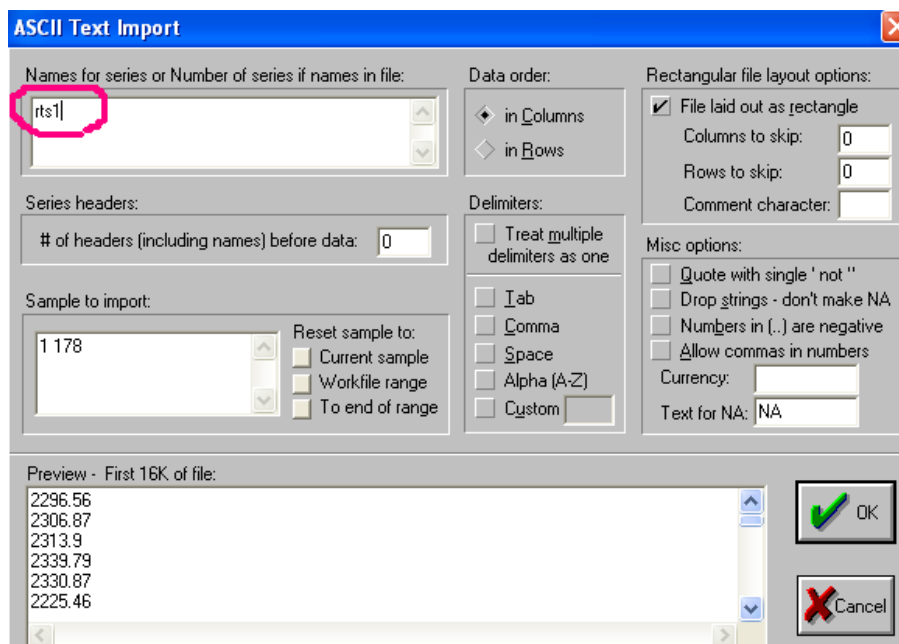 ASCII Text Import
Names for series or Number of series if names in file:
rts1
Series headers:
# of headers (including names) before data: 0
Sample to import:
1 178
Reset sample to:
Current sample
Workfile range
To end of range
Data order:
in Columns
in Rows
Delimiters:
Treat multiple
delimiters as one
Tab
Comma
Space
Alpha (A-Z)
Custom
Rectangular file layout options:
File laid out as rectangle
Columns to skip: 0
Rows to skip: 0
Comment character:
Misc options:
Quote with single ' not "
Drop strings - don't make NA
Numbers in (..) are negative
Allow commas in numbers
Currency:
Text for NA: NA
Preview - First 16K of file:
2296.56
2306.87
2313.9
2339.79
2330.87
2225.46
OK
Cancel